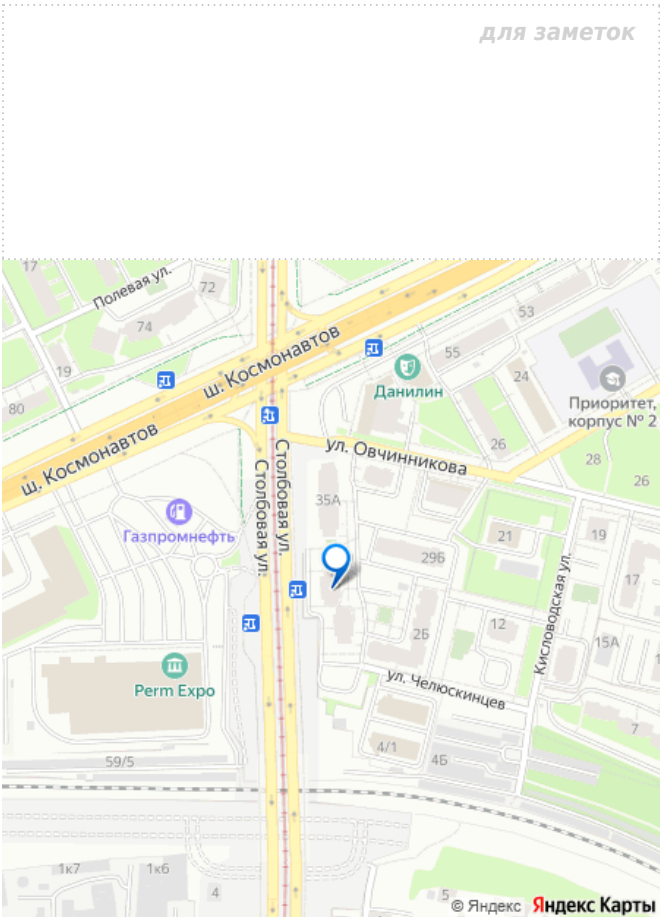 для заметок
17
Полевая ул.
72
74
53
55
19
24
ш. Космонавтов
Данилин
Приоритет,
корпус № 2
80
26
ул. Овчинникова
28
26
ш. Космонавтов
Столбовая ул.
Столбовая ул.
35А
Газпромнефть
21
19
29Б
17
Кисловодская ул.
12
2Б
15А
Perm Expo
ул. Челюскинцев
7
4/1
4Б
59/5
1к7
1к6
4
5
© Яндекс Яндекс Карты